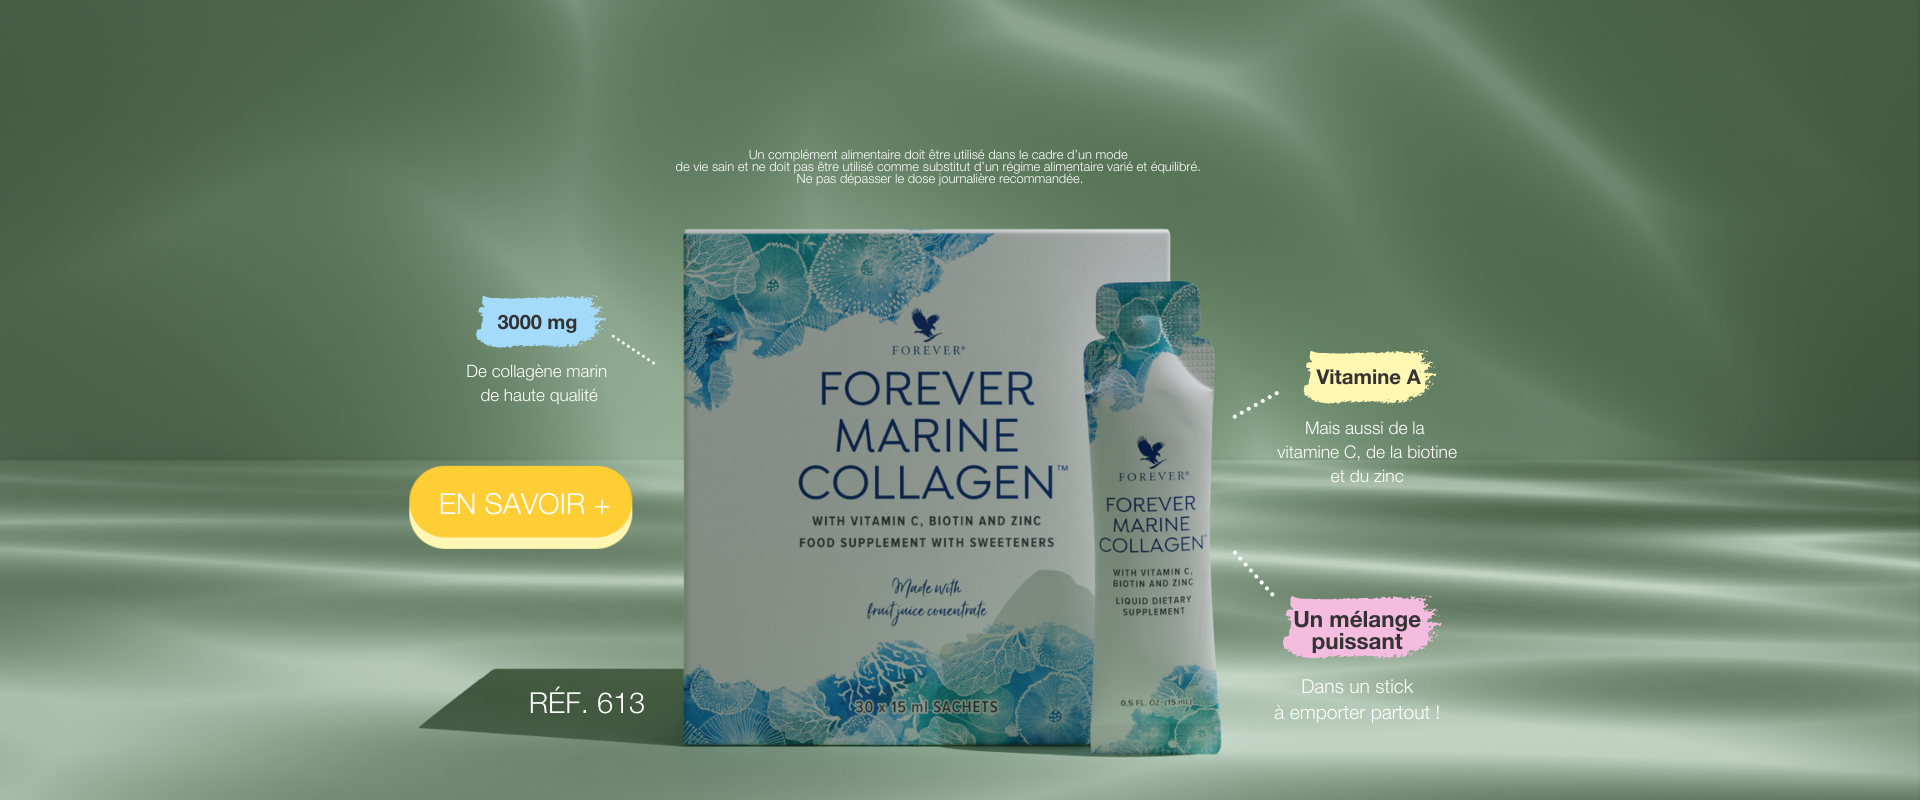 Un complément alimentaire doit être utilisé dans le cadre d'un mode
de vie sain et ne doit pas être utilisé comme substitut d'un régime alimentaire varié et équilibré.
Ne pas dépasser le dose journalière recommandée.
3000 mg
De collagène marin
de haute qualité
EN SAVOIR +
RÉF. 613
FOREVER®
FOREVER
MARINE
COLLAGEN™
WITH VITAMIN C, BIOTIN AND ZINC
FOOD SUPPLEMENT WITH SWEETENERS
Made with
fruit juice conentrate
30 x 15 ml SACHETS
FOREVER®
FOREVER
MARINE
COLLAGEN™
WITH VITAMIN C,
BIOTIN AND ZINC
LIQUID DIETARY
SUPPLEMENT
0.5 FL. OZ. (15 mL)
Vitamine A
Mais aussi de la
vitamine C, de la biotine
et du zinc
Un mélange
puissant
Dans un stick
à emporter partout !